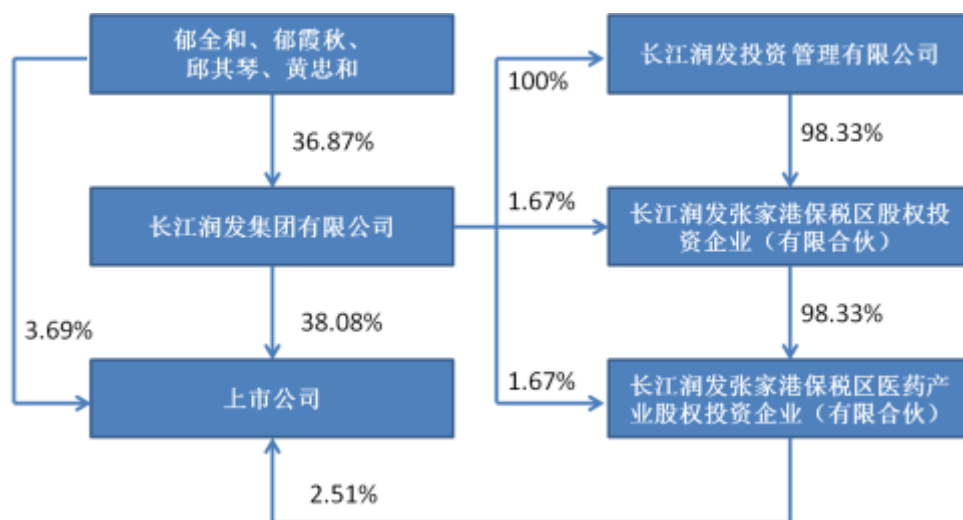 郁全和、郁霞秋、
邱其琴、黄忠和
长江润发投资管理有限公司
100%
36.87%
98.33%
长江润发集团有限公司
1.67%
长江润发张家港保税区股权投
资企业（有限合伙）
3.69%
38.08%
98.33%
上市公司
1.67%
长江润发张家港保税区医药产
业股权投资企业（有限合伙）
2.51%